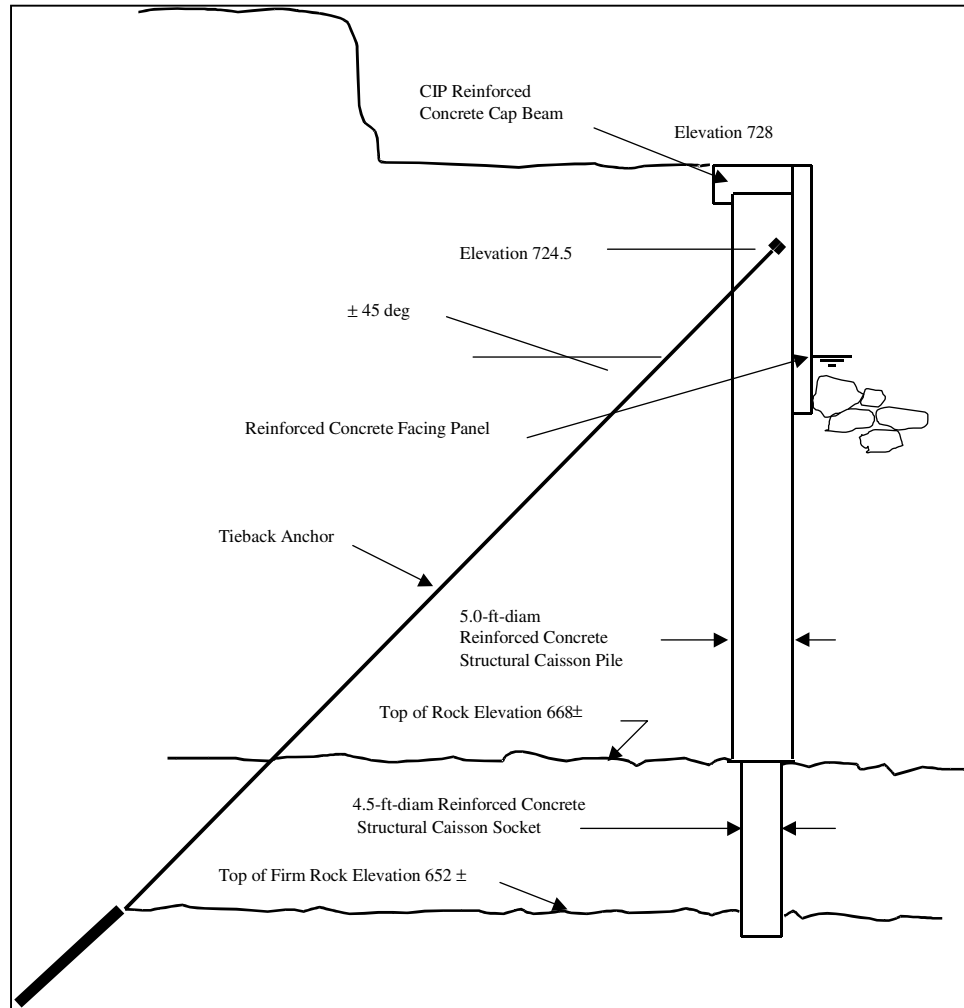 CIP Reinforced
Concrete Cap Beam
Elevation 728
Elevation 724.5
± 45 deg
Reinforced Concrete Facing Panel
Tieback Anchor
5.0-ft-diam
Reinforced Concrete
Structural Caisson Pile
Top of Rock Elevation 668±
4.5-ft-diam Reinforced Concrete
Structural Caisson Socket
Top of Firm Rock Elevation 652 ±